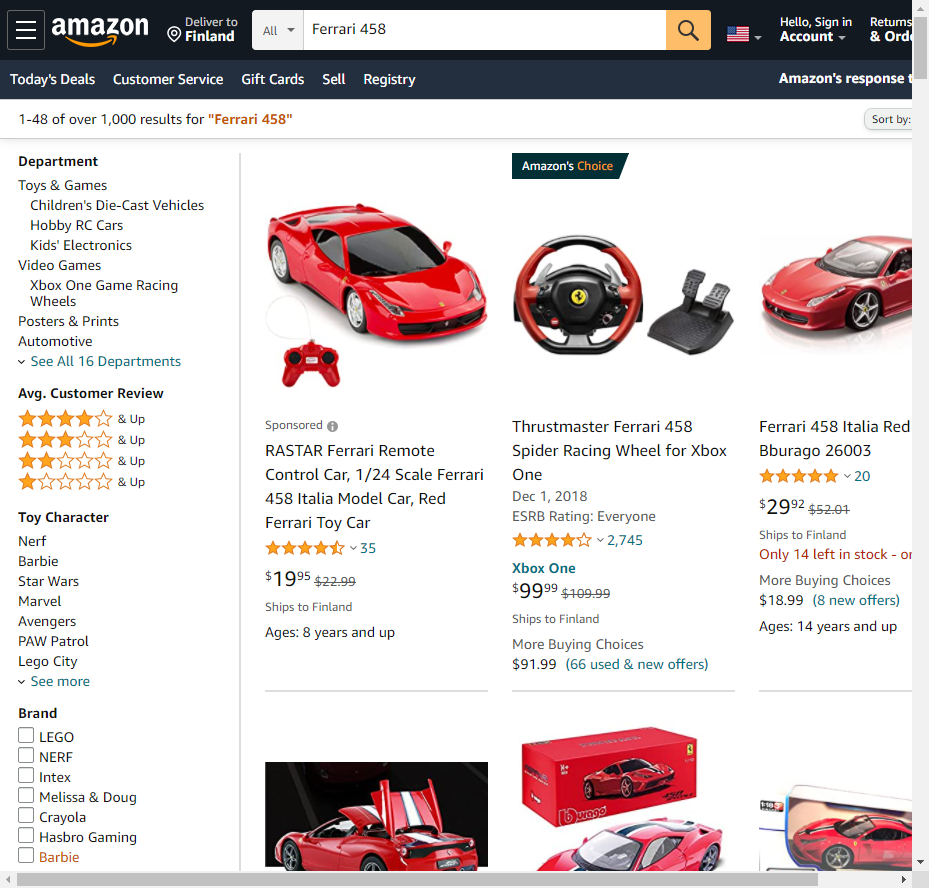 amazon
Deliver to
Finland
All
Ferrari 458
Hello, Sign in
Account
Returns
& Orde
Today's Deals
Customer Service
Gift Cards
Sell
Registry
Amazon's response t
1-48 of over 1,000 results for "Ferrari 458"
Sort by:
Department
Toys & Games
Children's Die-Cast Vehicles
Hobby RC Cars
Kids' Electronics
Video Games
Xbox One Game Racing
Wheels
Posters & Prints
Automotive
See All 16 Departments
Avg. Customer Review
& Up
& Up
& Up
& Up
Toy Character
Nerf
Barbie
Star Wars
Marvel
Avengers
PAW Patrol
Lego City
See more
Brand
LEGO
NERF
Intex
Melissa & Doug
Crayola
Hasbro Gaming
Barbie
Sponsored
RASTAR Ferrari Remote
Control Car, 1/24 Scale Ferrari
458 Italia Model Car, Red
Ferrari Toy Car
35
$19.95 $22.99
Ships to Finland
Ages: 8 years and up
Amazon's Choice
Thrustmaster Ferrari 458
Spider Racing Wheel for Xbox
One
Dec 1, 2018
ESRB Rating: Everyone
2,745
Xbox One
$99.99 $109.99
Ships to Finland
More Buying Choices
$91.99 (66 used & new offers)
Ferrari 458 Italia Red
Bburago 26003
20
$29.92 $52.01
Ships to Finland
Only 14 left in stock - or
More Buying Choices
$18.99 (8 new offers)
Ages: 14 years and up
burago
1:18